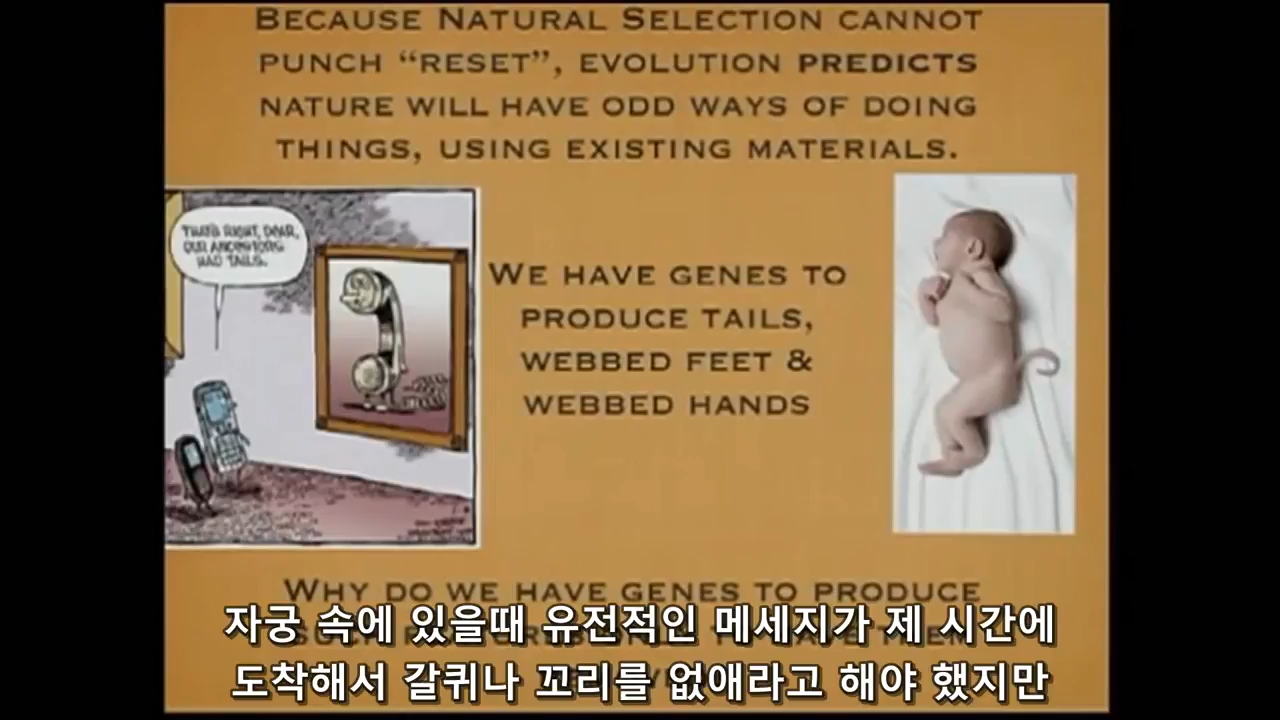 BECAUSE NATURAL SELECTION CANNOT
PUNCH “RESET”, EVOLUTION PREDICTS
NATURE WILL HAVE ODD WAYS OF DOING
THINGS, USING EXISTING MATERIALS.
THAT'S RIGHT, DEAR,
OUR ANCESTORS
HAD TAILS.
WE HAVE GENES TO
PRODUCE TAILS,
WEBBED FEET &
WEBBED HANDS
WHY DO WE HAVE GENES TO PRODUCE
자궁 속에 있을때 유전적인 메세지가 제 시간에
도착해서 갈퀴나 꼬리를 없애라고 해야 했지만